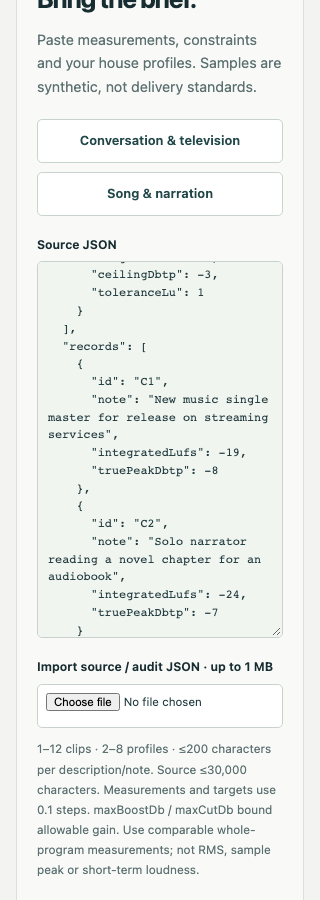 Bring the brief.
Paste measurements, constraints
and your house profiles. Samples are
synthetic, not delivery standards.
Conversation & television
Song & narration
Source JSON
"ceilingDbtp": -3,
"toleranceLu": 1
}
],
"records": [
{
"id": "C1",
"note": "New music single
master for release on streaming
services",
"integratedLufs": -19,
"truePeakDbtp": -8
},
{
"id": "C2",
"note": "Solo narrator
reading a novel chapter for an
audiobook",
"integratedLufs": -24,
"truePeakDbtp": -7
}
Import source / audit JSON · up to 1 MB
Choose file No file chosen
1–12 clips · 2–8 profiles · ≤200 characters
per description/note. Source ≤30,000
characters. Measurements and targets use
0.1 steps. maxBoostDb / maxCutDb bound
allowable gain. Use comparable whole-
program measurements; not RMS, sample
peak or short-term loudness.